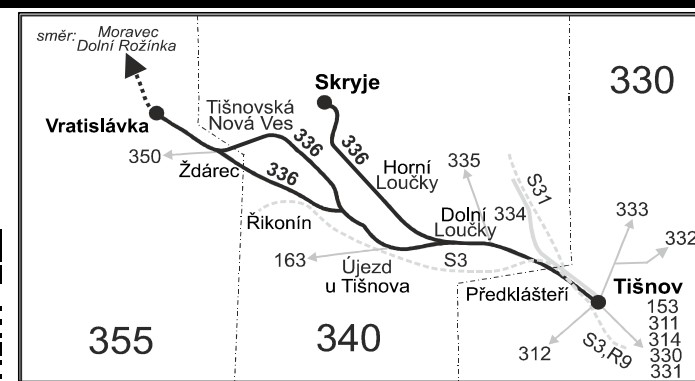 směr: Moravec
Dolní Rožínka
330
Skryje
Tišnovská
Nová Ves
Vratislávka
336
336
335
350
Horní
Loučky
S31
Ždárec
336
Dolní
Loučky
334
333
Řikonín
332
163
S3
Újezd
u Tišnova
Předklášteří
Tišnov
153
311
314
330
331
355
340
312
S3,R9